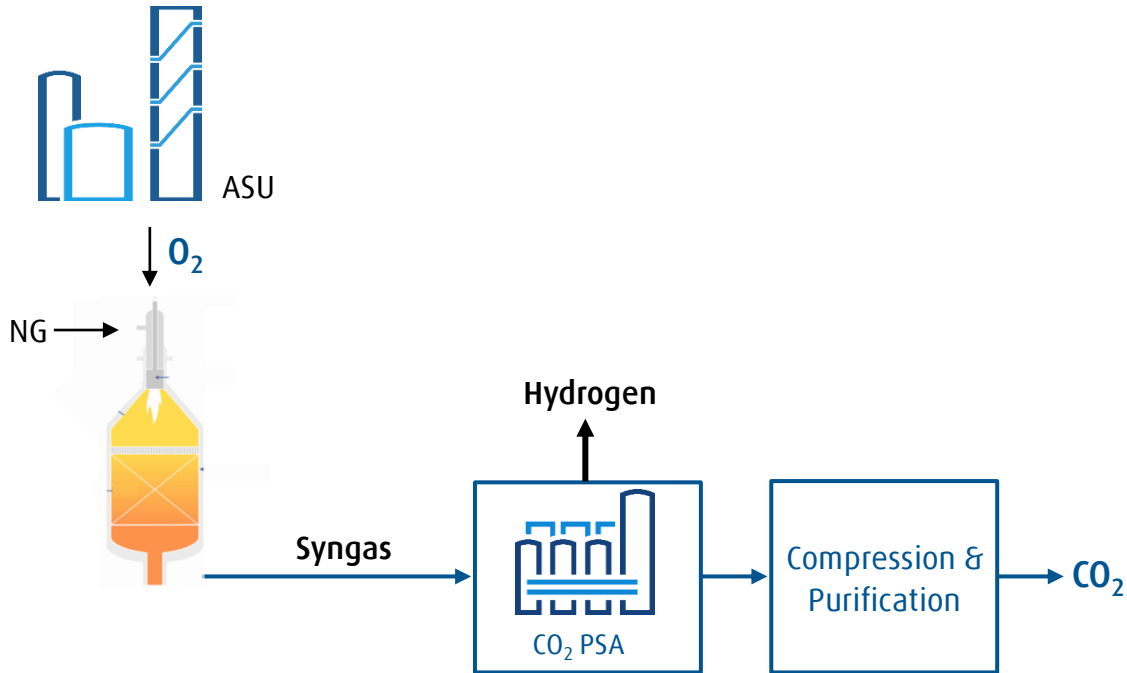 ASU
O₂
NG
Hydrogen
Syngas
CO₂ PSA
Compression &
Purification
CO₂